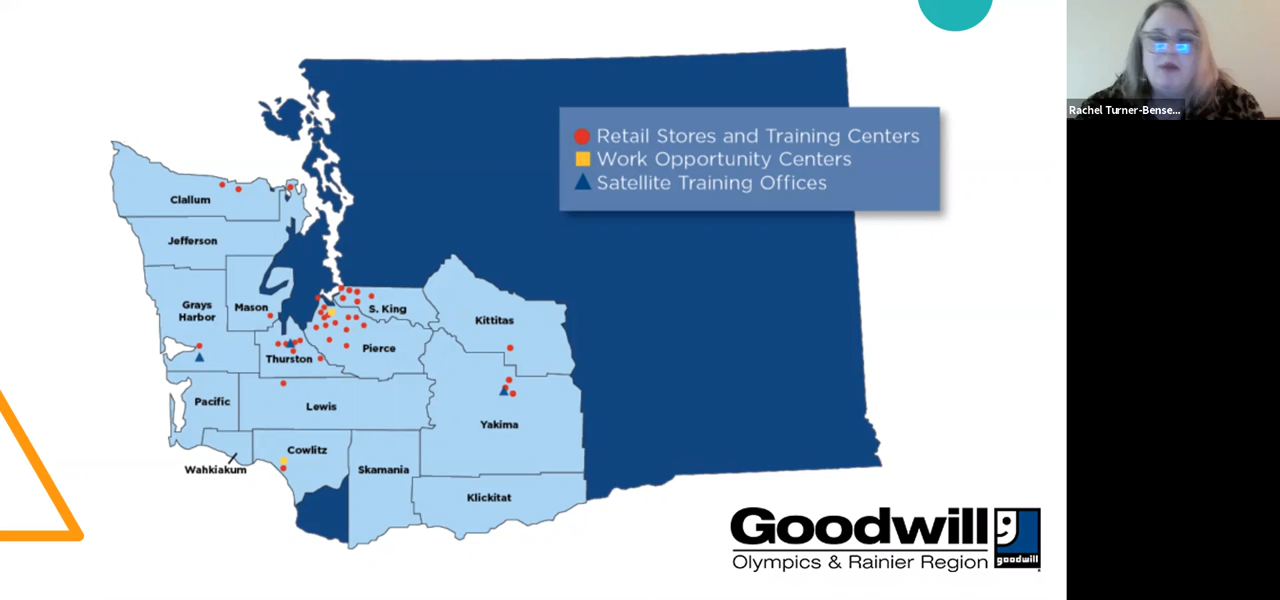 Rachel Turner-Bense...
Retail Stores and Training Centers
Work Opportunity Centers
Satellite Training Offices
Clallum
Jefferson
Grays
Harbor
Mason
S. King
Kittitas
Pierce
Thurston
Pacific
Lewis
Yakima
Cowlitz
Wahkiakum
Skamania
Klickitat
Goodwill
Olympics & Rainier Region
goodwill